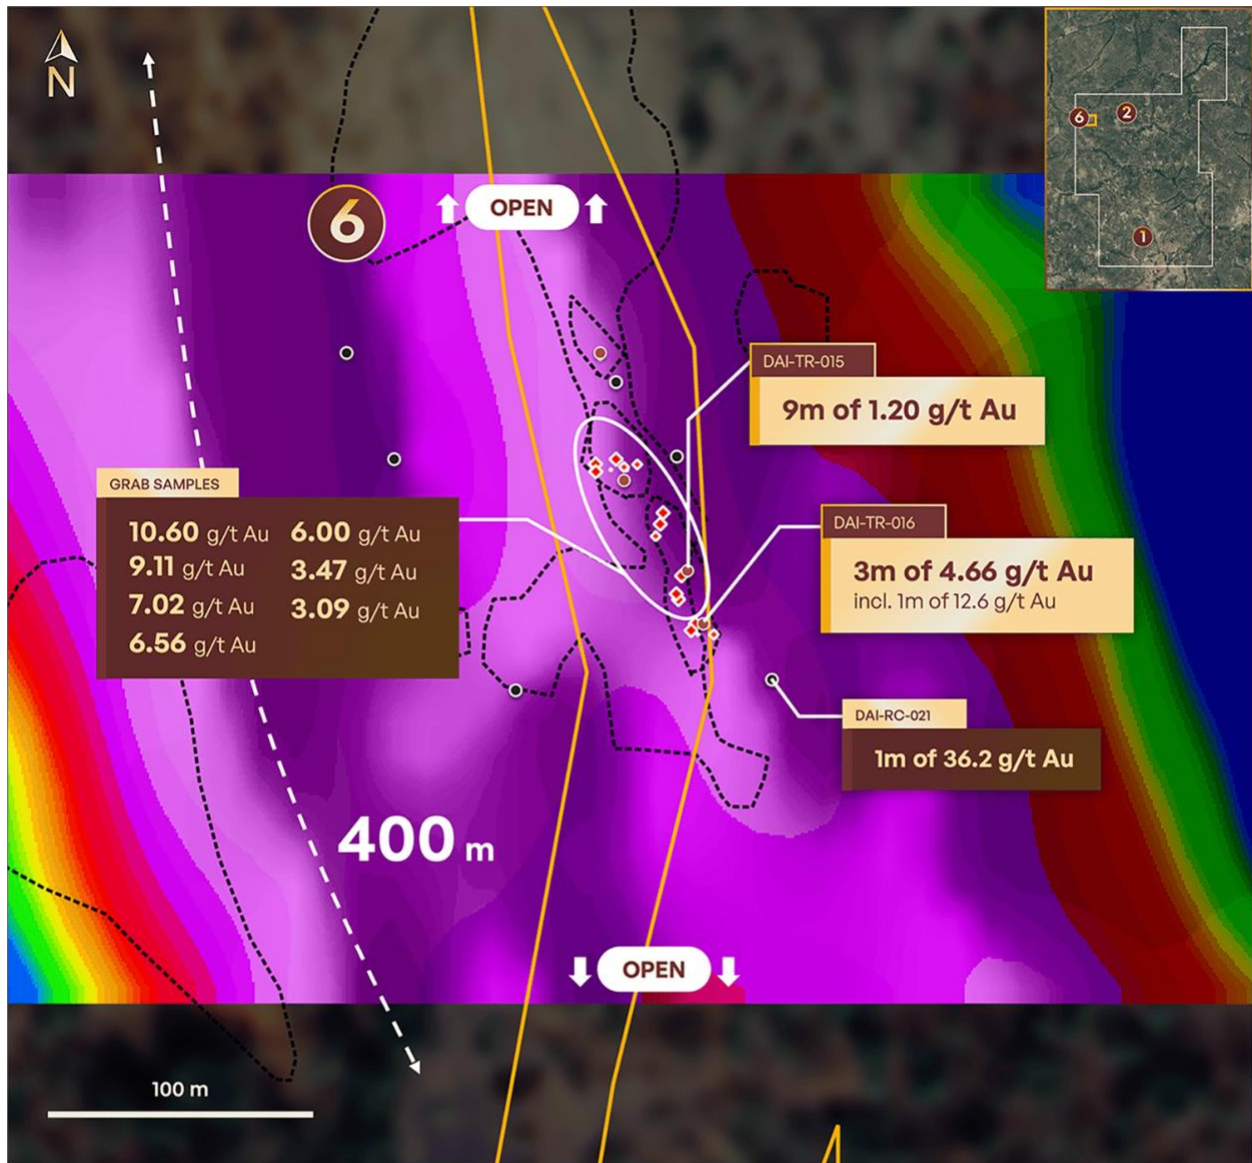 N
6
2
1
6
OPEN
DAI-TR-015
9m of 1.20 g/t Au
GRAB SAMPLES
10.60 g/t Au 6.00 g/t Au
9.11 g/t Au 3.47 g/t Au
7.02 g/t Au 3.09 g/t Au
6.56 g/t Au
DAI-TR-016
3m of 4.66 g/t Au
incl. 1m of 12.6 g/t Au
DAI-RC-021
1m of 36.2 g/t Au
400 m
OPEN
100 m